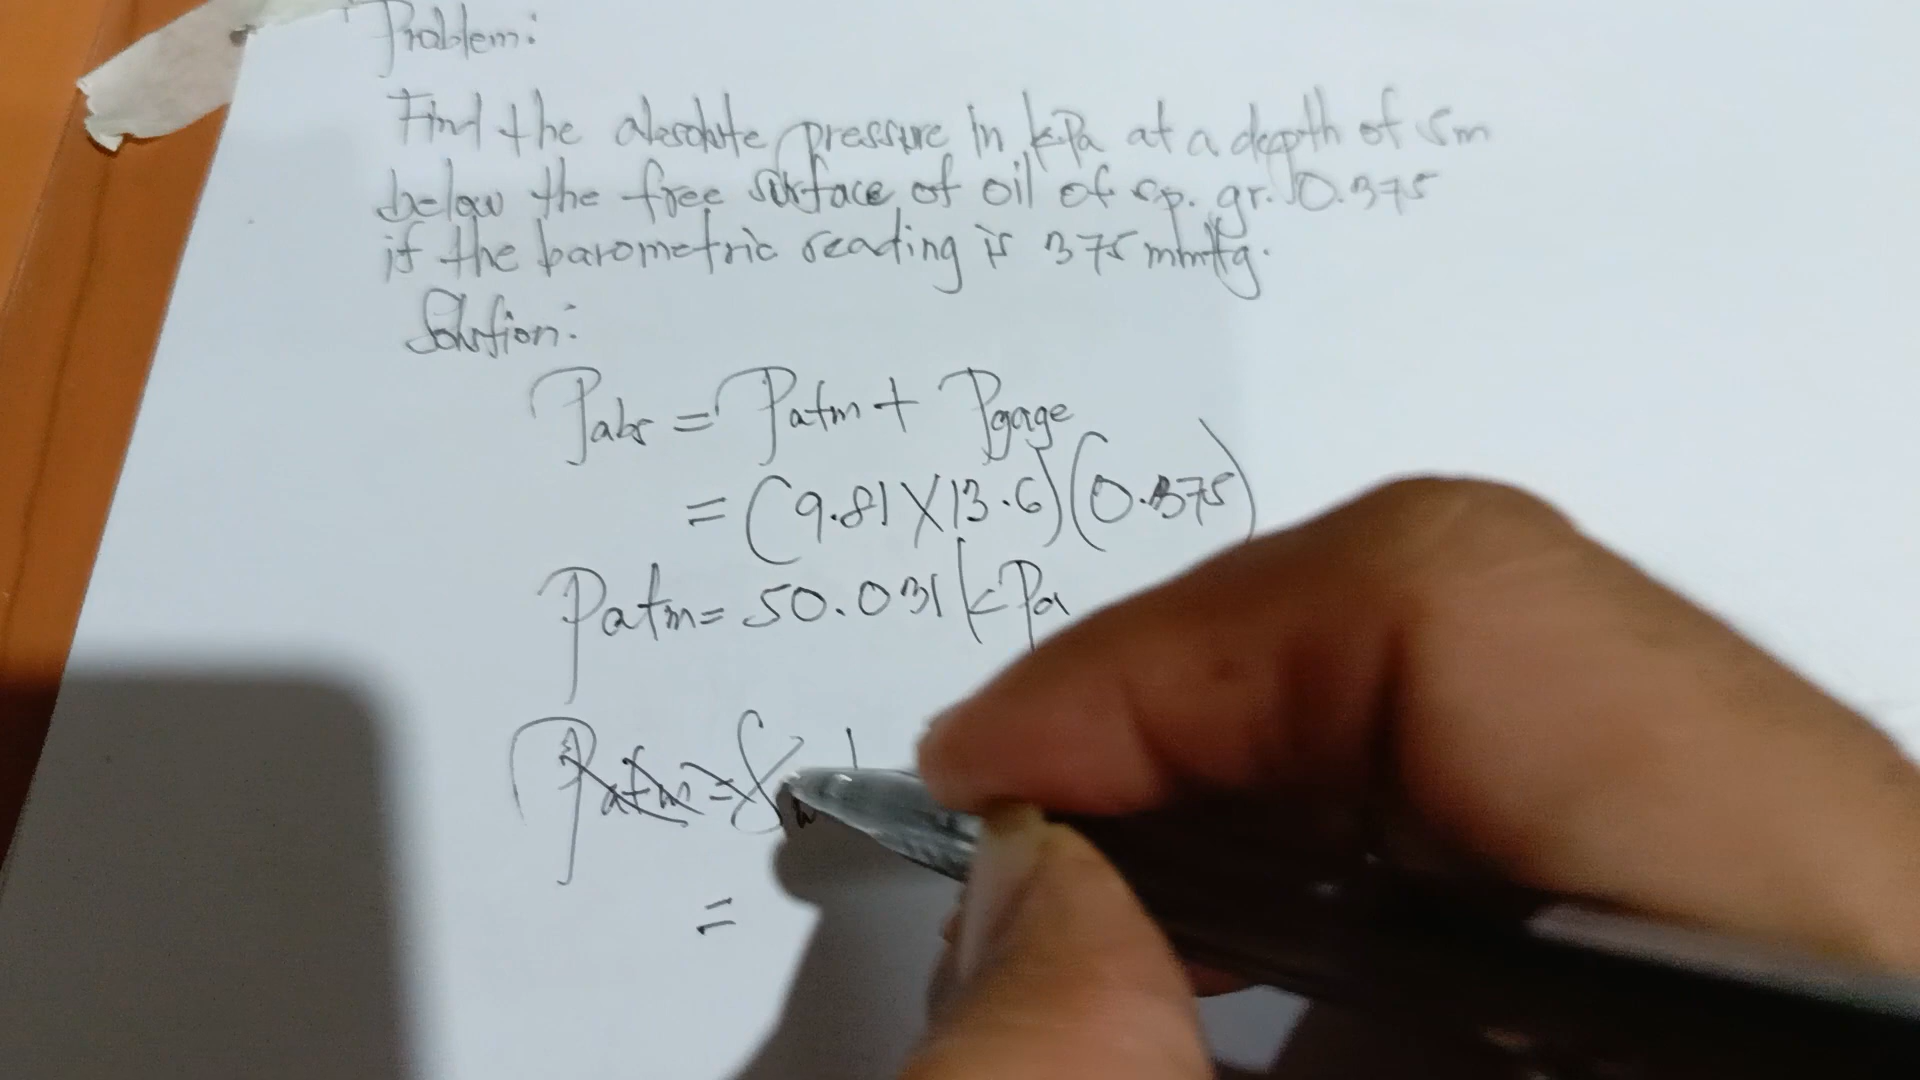 Problem:
Find the absolute pressure in kPa at a depth of 5m
below the free surface of oil of sp. gr. 0.375
if the barometric reading is 375 mmHg.
Solution:
Pabs = Patm + Pgage
= (9.81 X 13.6)(0.375)
Patm = 50.031 kPa
Patm =
=